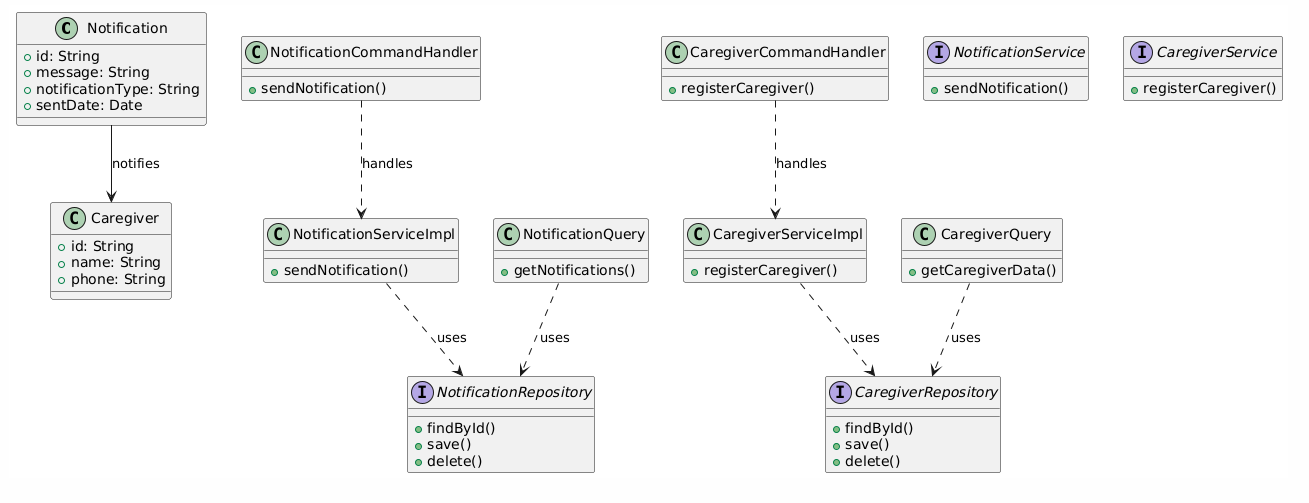 C Notification
id: String
message: String
notificationType: String
sentDate: Date
C NotificationCommandHandler
sendNotification()
C CaregiverCommandHandler
registerCaregiver()
I NotificationService
sendNotification()
I CaregiverService
registerCaregiver()
notifies
handles
handles
C Caregiver
id: String
name: String
phone: String
C NotificationServiceImpl
sendNotification()
C NotificationQuery
getNotifications()
C CaregiverServiceImpl
registerCaregiver()
C CaregiverQuery
getCaregiverData()
uses
uses
uses
uses
I NotificationRepository
findById()
save()
delete()
I CaregiverRepository
findById()
save()
delete()